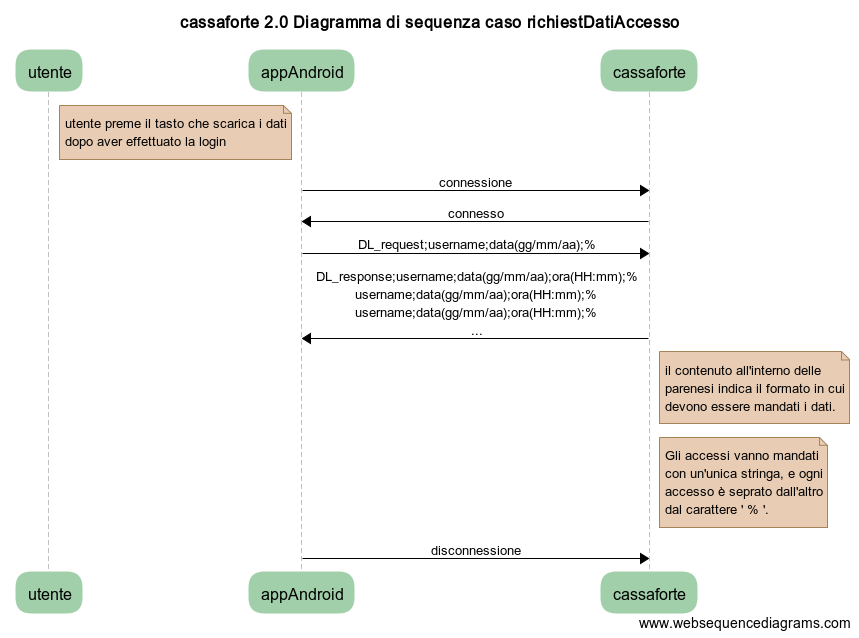 cassaforte 2.0 Diagramma di sequenza caso richiestDatiAccesso
utente
appAndroid
cassaforte
utente preme il tasto che scarica i dati
dopo aver effettuato la login
connessione
connesso
DL_request;username;data(gg/mm/aa);%
DL_response;username;data(gg/mm/aa);ora(HH:mm);%
username;data(gg/mm/aa);ora(HH:mm);%
username;data(gg/mm/aa);ora(HH:mm);%
...
il contenuto all'interno delle
parenesi indica il formato in cui
devono essere mandati i dati.
Gli accessi vanno mandati
con un'unica stringa, e ogni
accesso è seprato dall'altro
dal carattere ' % '.
disconnessione
utente
appAndroid
cassaforte
www.websequencediagrams.com